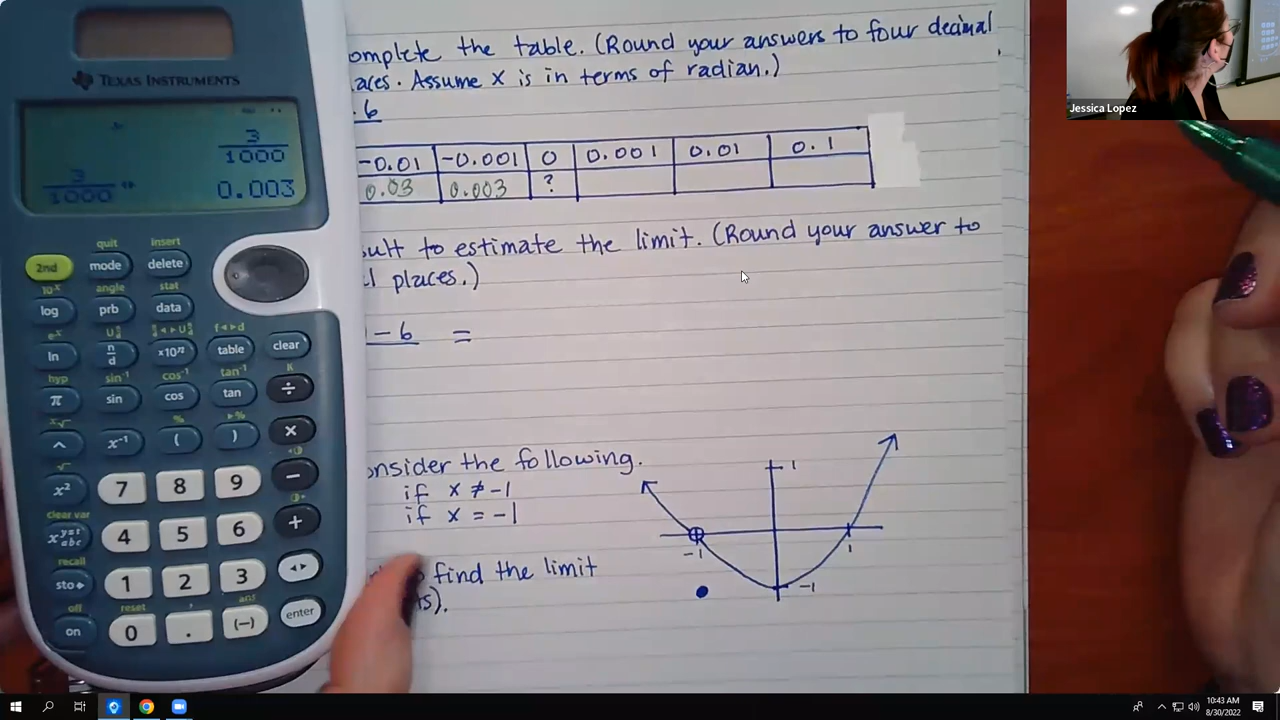 TEXAS INSTRUMENTS
3
1000
3
1000
0.003
quit insert
2nd mode delete
10ˣ angle stat
log prb data
eˣ f◄►d
ln n/d ×10ⁿ table clear
hyp sin⁻¹ cos⁻¹ tan⁻¹ K
π sin cos tan ÷
%
^ x⁻¹ ( ) ×
x² 7 8 9 −
clear var
x y z t a b c 4 5 6 +
recall
sto► 1 2 3 ◄►
off reset , ans
on 0 . (−) enter
omplete the table. (Round your answers to four decimal
aces. Assume x is in terms of radian.)
6
-0.01 -0.001 0 0.001 0.01 0.1
0.03 0.003 ?
sult to estimate the limit. (Round your answer to
places.)
- 6 =
onsider the following.
if x ≠ -1
if x = -1
find the limit
1
-1 1
-1
Jessica Lopez
10:43 AM
8/30/2022